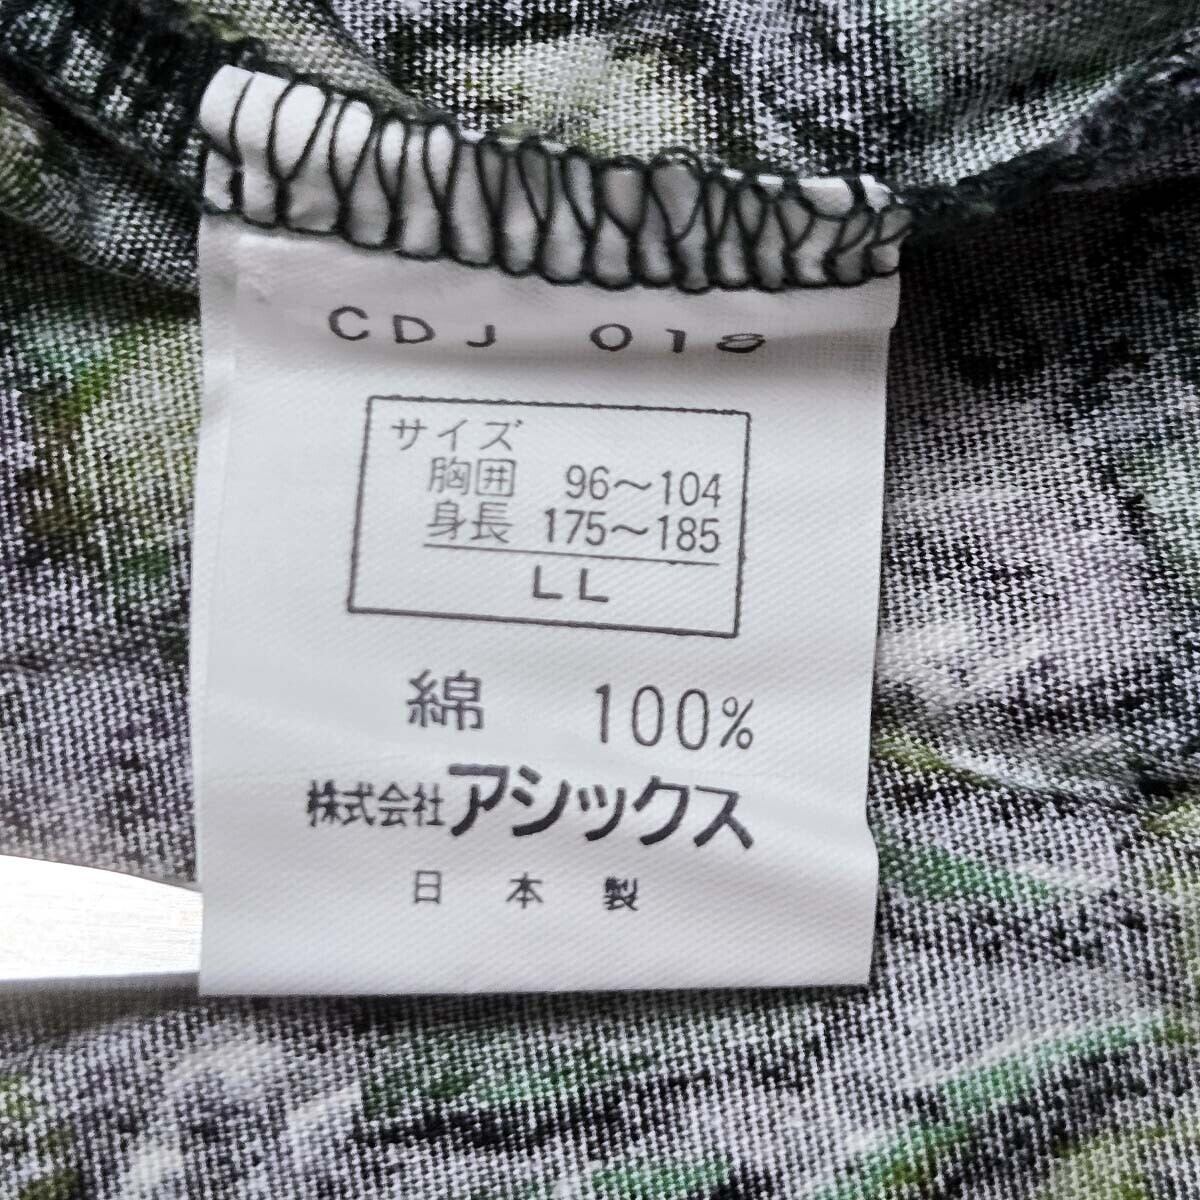 CDJ 018
サイズ
胸囲 96～104
身長 175～185
LL
綿 100%
株式会社アシックス
日本製